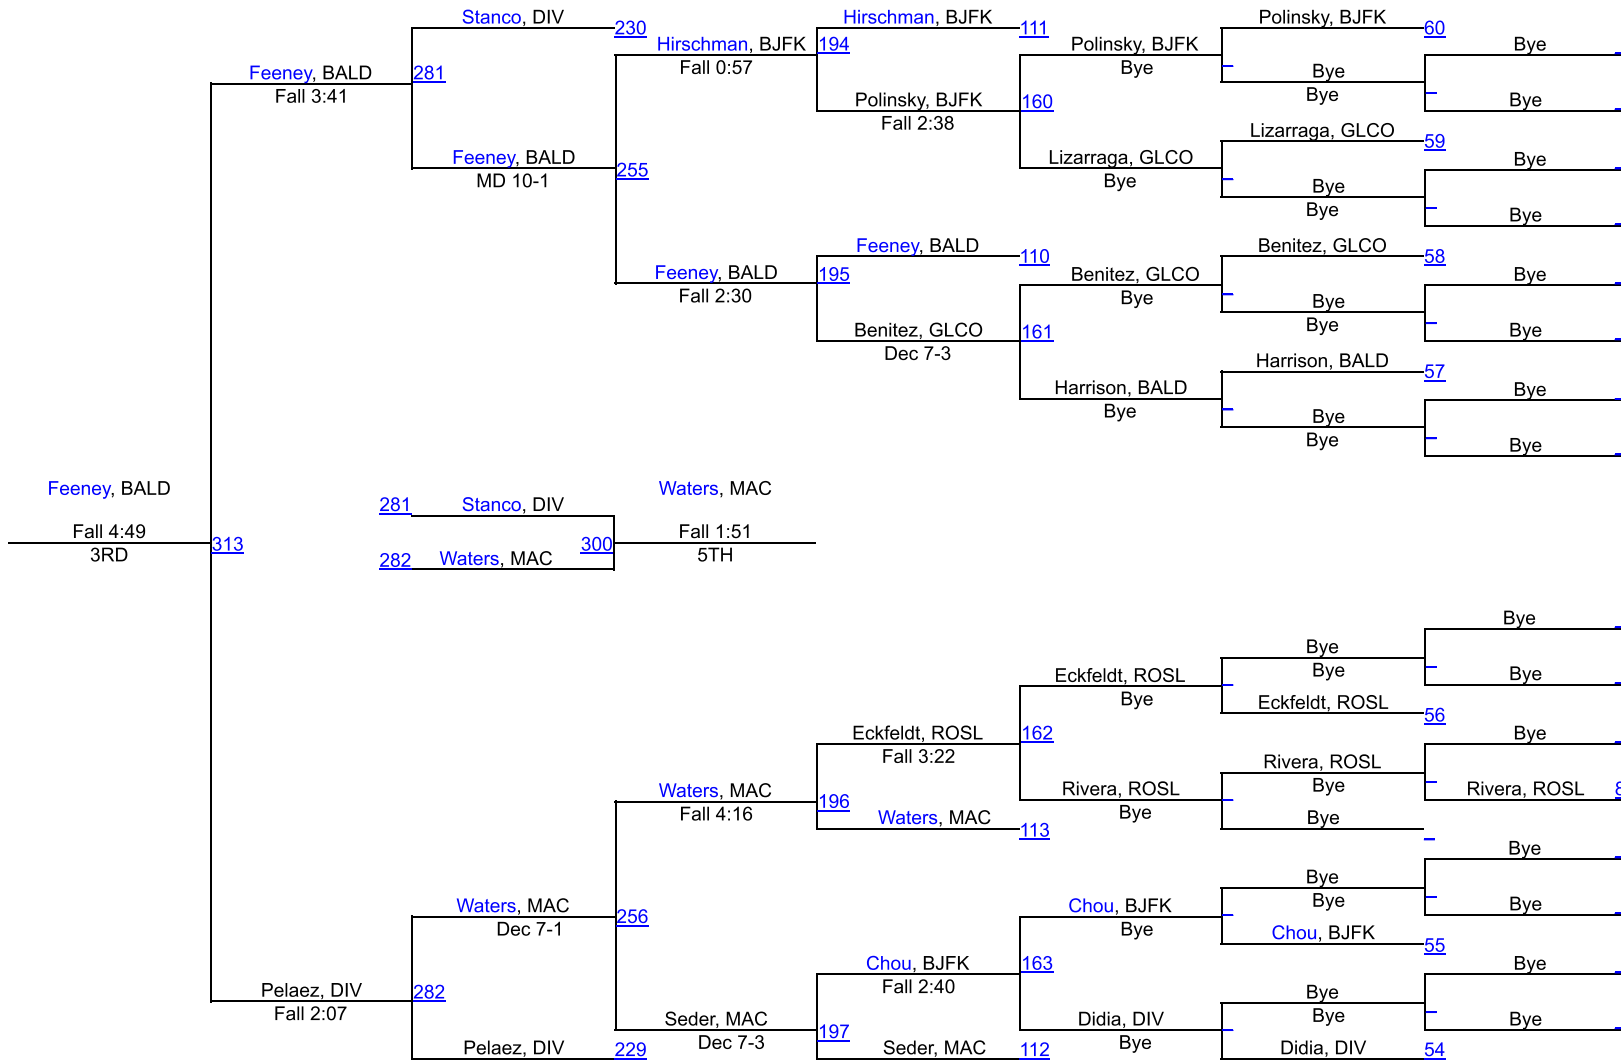 Stanco, DIV
230
Hirschman, BJFK
111
Polinsky, BJFK
60
Hirschman, BJFK
194
Polinsky, BJFK
Bye
Fall 0:57
Bye
Feeney, BALD
281
Bye
Fall 3:41
Polinsky, BJFK
160
Bye
Bye
Fall 2:38
Lizarraga, GLCO
59
Feeney, BALD
255
Lizarraga, GLCO
Bye
MD 10-1
Bye
Bye
Bye
Bye
Feeney, BALD
110
Benitez, GLCO
58
Feeney, BALD
195
Benitez, GLCO
Bye
Fall 2:30
Bye
Bye
Benitez, GLCO
161
Bye
Bye
Dec 7-3
Harrison, BALD
57
Harrison, BALD
Bye
Bye
Bye
Bye
Bye
Feeney, BALD
Waters, MAC
281
Stanco, DIV
Fall 4:49
313
300
Fall 1:51
3RD
282
Waters, MAC
5TH
Bye
Bye
Eckfeldt, ROSL
Bye
Bye
Bye
Eckfeldt, ROSL
56
Eckfeldt, ROSL
162
Bye
Fall 3:22
Rivera, ROSL
Waters, MAC
196
Rivera, ROSL
Bye
Rivera, ROSL
8
Fall 4:16
Bye
Waters, MAC
113
Bye
Bye
Bye
Waters, MAC
256
Chou, BJFK
Bye
Bye
Dec 7-1
Bye
Chou, BJFK
55
Chou, BJFK
163
Bye
Fall 2:40
Pelaez, DIV
282
Bye
Fall 2:07
Seder, MAC
197
Didia, DIV
Bye
Bye
Dec 7-3
Bye
Pelaez, DIV
229
Seder, MAC
112
Didia, DIV
54